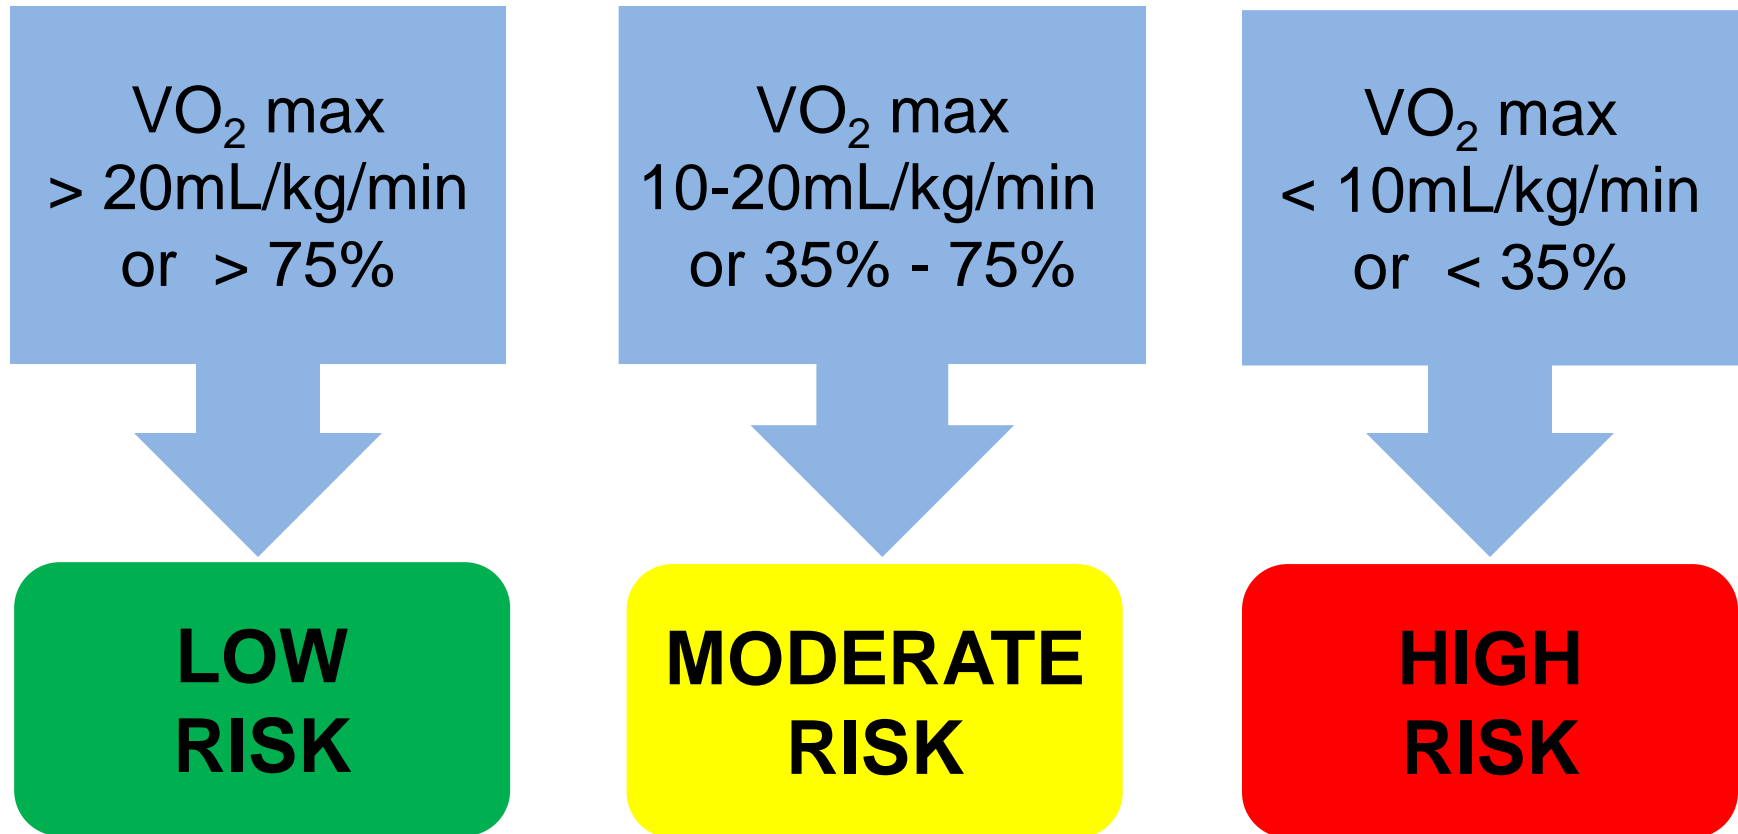 VO₂ max
> 20mL/kg/min
or > 75%
LOW
RISK
VO₂ max
10-20mL/kg/min
or 35% - 75%
MODERATE
RISK
VO₂ max
< 10mL/kg/min
or < 35%
HIGH
RISK